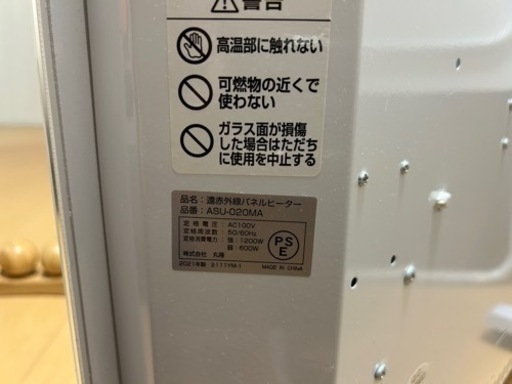 警告
高温部に触れない
可燃物の近くで
使わない
ガラス面が損傷
した場合はただち
に使用を中止する
品名：遠赤外線パネルヒーター
品番：ASU-020MA
定格電圧：AC100V
定格周波数：50/60Hz
定格消費電力：強：1200W
弱：600W
PS
E
株式会社 丸隆
2021年製 2111YM1
MADE IN CHINA